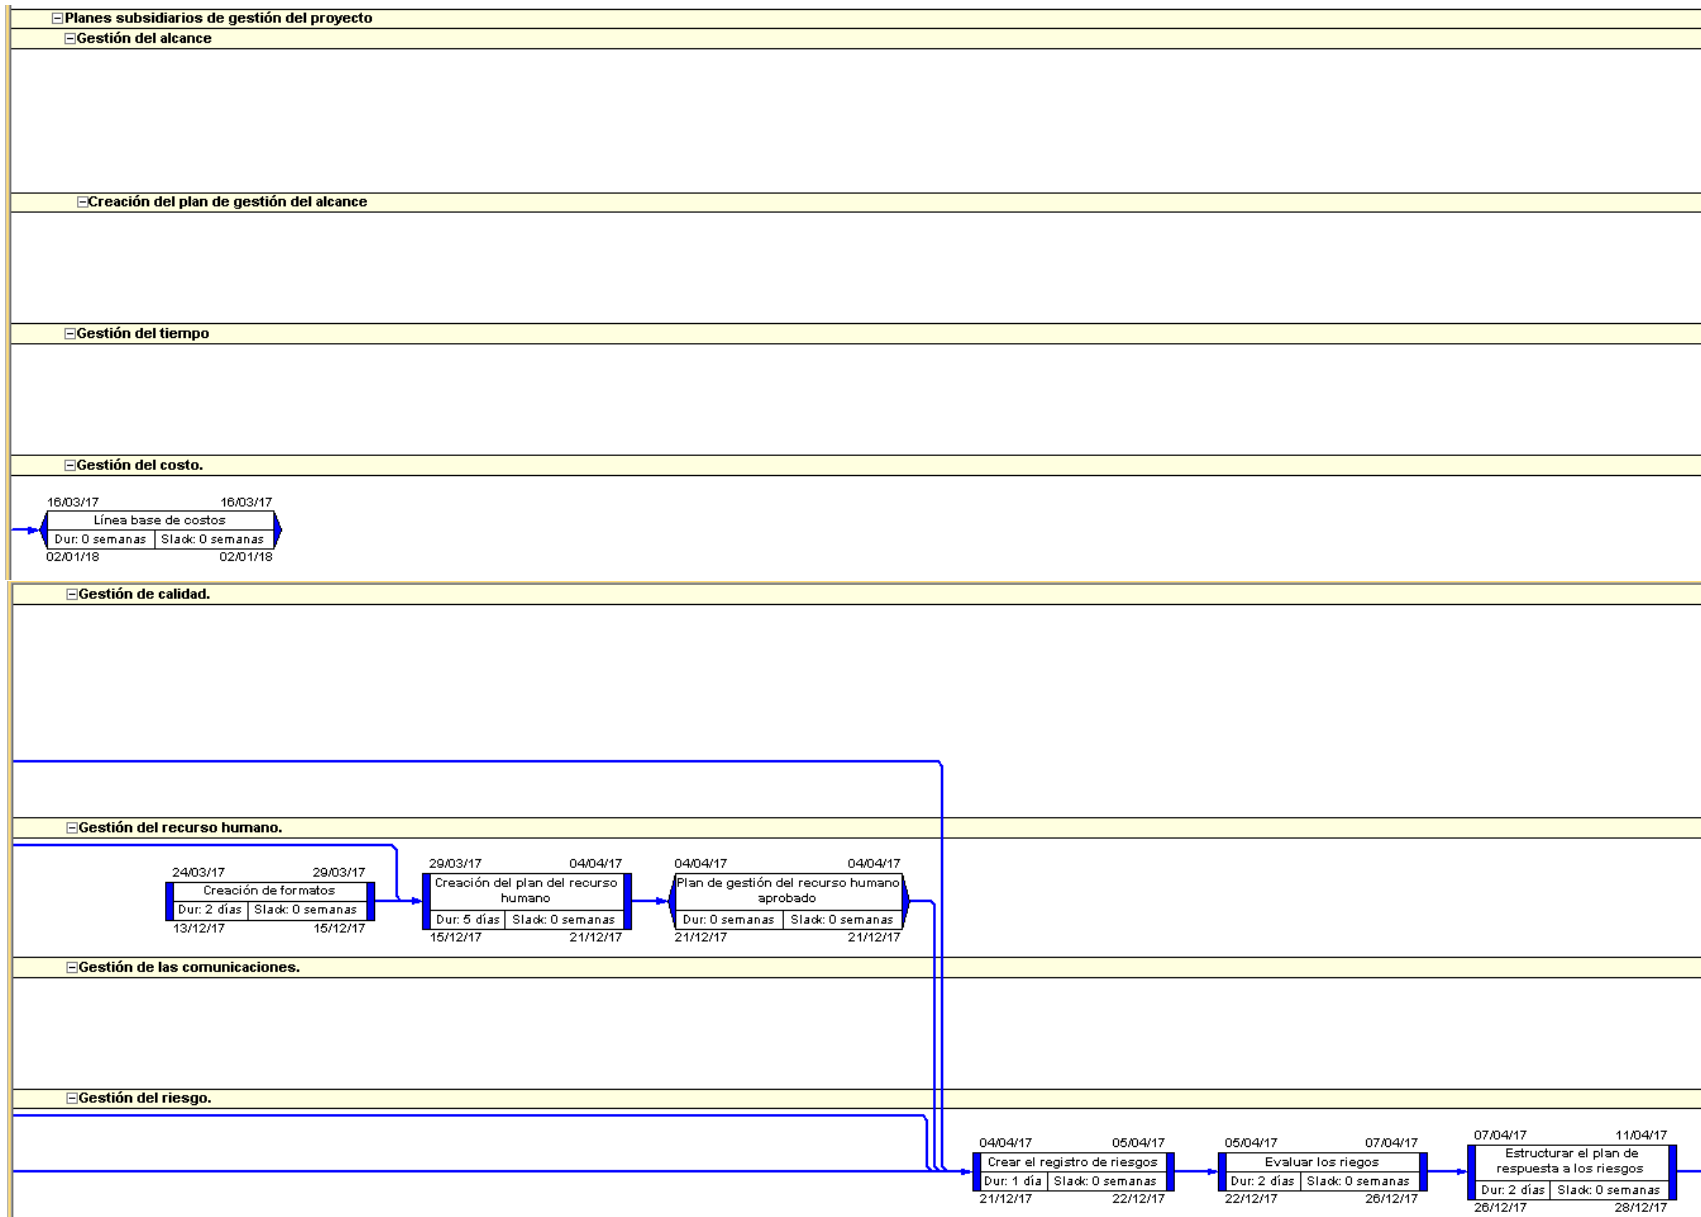 Planes subsidiarios de gestión del proyecto
Gestión del alcance
Creación del plan de gestión del alcance
Gestión del tiempo
Gestión del costo.
16/03/17 16/03/17
Línea base de costos
Dur: 0 semanas Slack: 0 semanas
02/01/18 02/01/18
Gestión de calidad.
Gestión del recurso humano.
24/03/17 29/03/17
Creación de formatos
Dur: 2 días Slack: 0 semanas
13/12/17 15/12/17
29/03/17 04/04/17
Creación del plan del recurso
humano
Dur: 5 días Slack: 0 semanas
15/12/17 21/12/17
04/04/17 04/04/17
Plan de gestión del recurso humano
aprobado
Dur: 0 semanas Slack: 0 semanas
21/12/17 21/12/17
Gestión de las comunicaciones.
Gestión del riesgo.
04/04/17 05/04/17
Crear el registro de riesgos
Dur: 1 día Slack: 0 semanas
21/12/17 22/12/17
05/04/17 07/04/17
Evaluar los riegos
Dur: 2 días Slack: 0 semanas
22/12/17 26/12/17
07/04/17 11/04/17
Estructurar el plan de
respuesta a los riesgos
Dur: 2 días Slack: 0 semanas
26/12/17 28/12/17